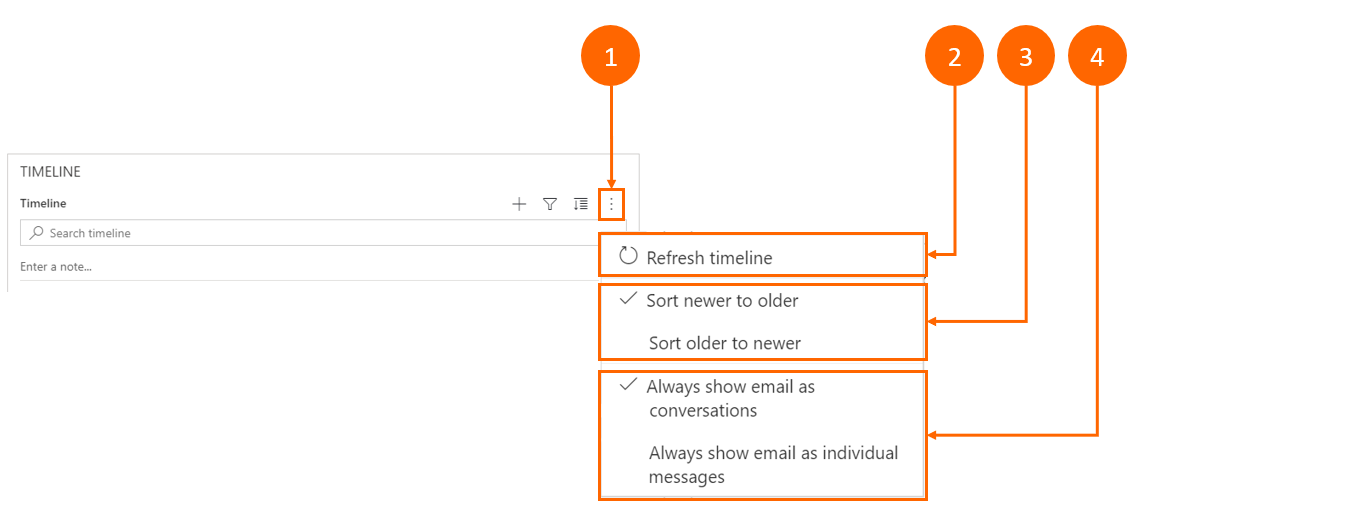 1
2
3
4
TIMELINE
Timeline
Search timeline
Enter a note...
Refresh timeline
Sort newer to older
Sort older to newer
Always show email as
conversations
Always show email as individual
messages